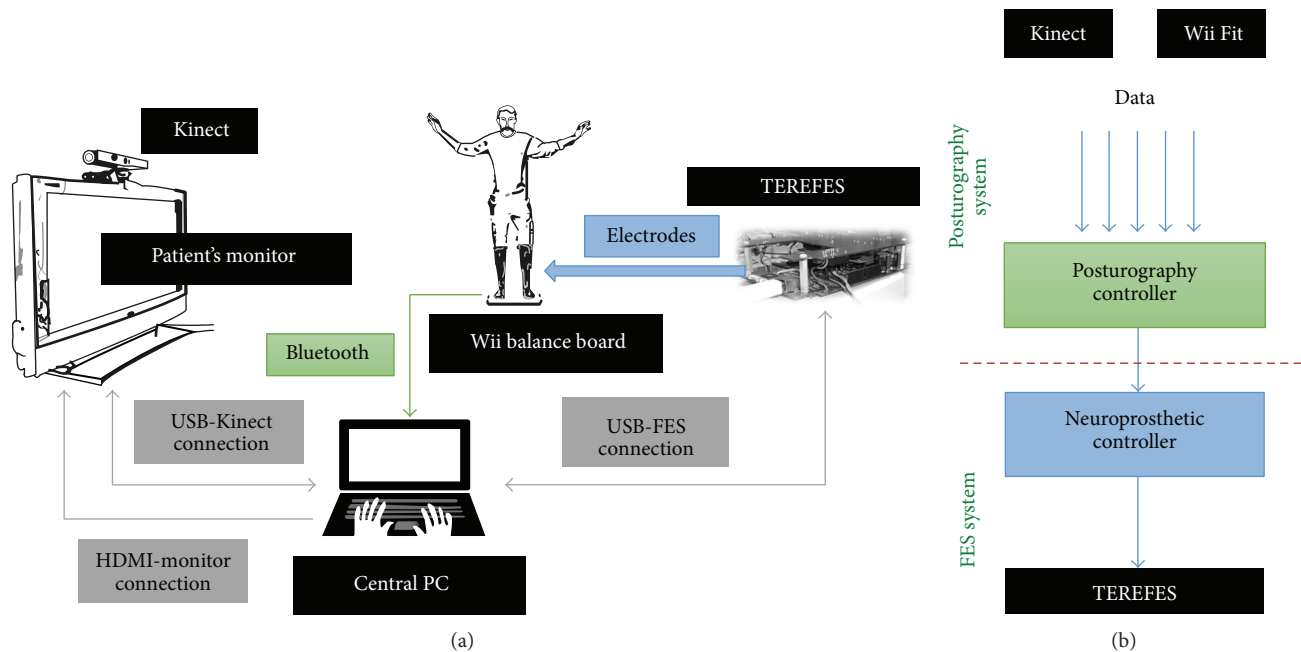 Kinect
Patient's monitor
TEREFES
Electrodes
Wii balance board
Bluetooth
USB-Kinect
connection
USB-FES
connection
HDMI-monitor
connection
Central PC
(a)
Kinect
Wii Fit
Data
Posturography
system
Posturography
controller
Neuroprosthetic
controller
FES system
TEREFES
(b)